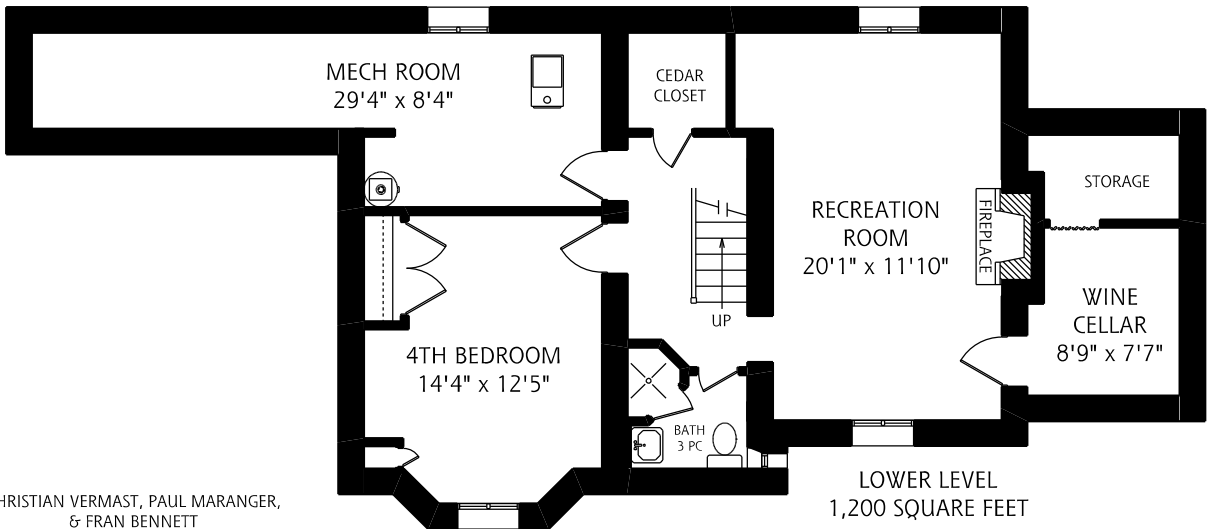 MECH ROOM
29'4" x 8'4"
CEDAR
CLOSET
STORAGE
RECREATION
ROOM
20'1" x 11'10"
FIREPLACE
WINE
CELLAR
8'9" x 7'7"
UP
4TH BEDROOM
14'4" x 12'5"
BATH
3 PC
LOWER LEVEL
1,200 SQUARE FEET
HRISTIAN VERMAST, PAUL MARANGER,
& FRAN BENNETT